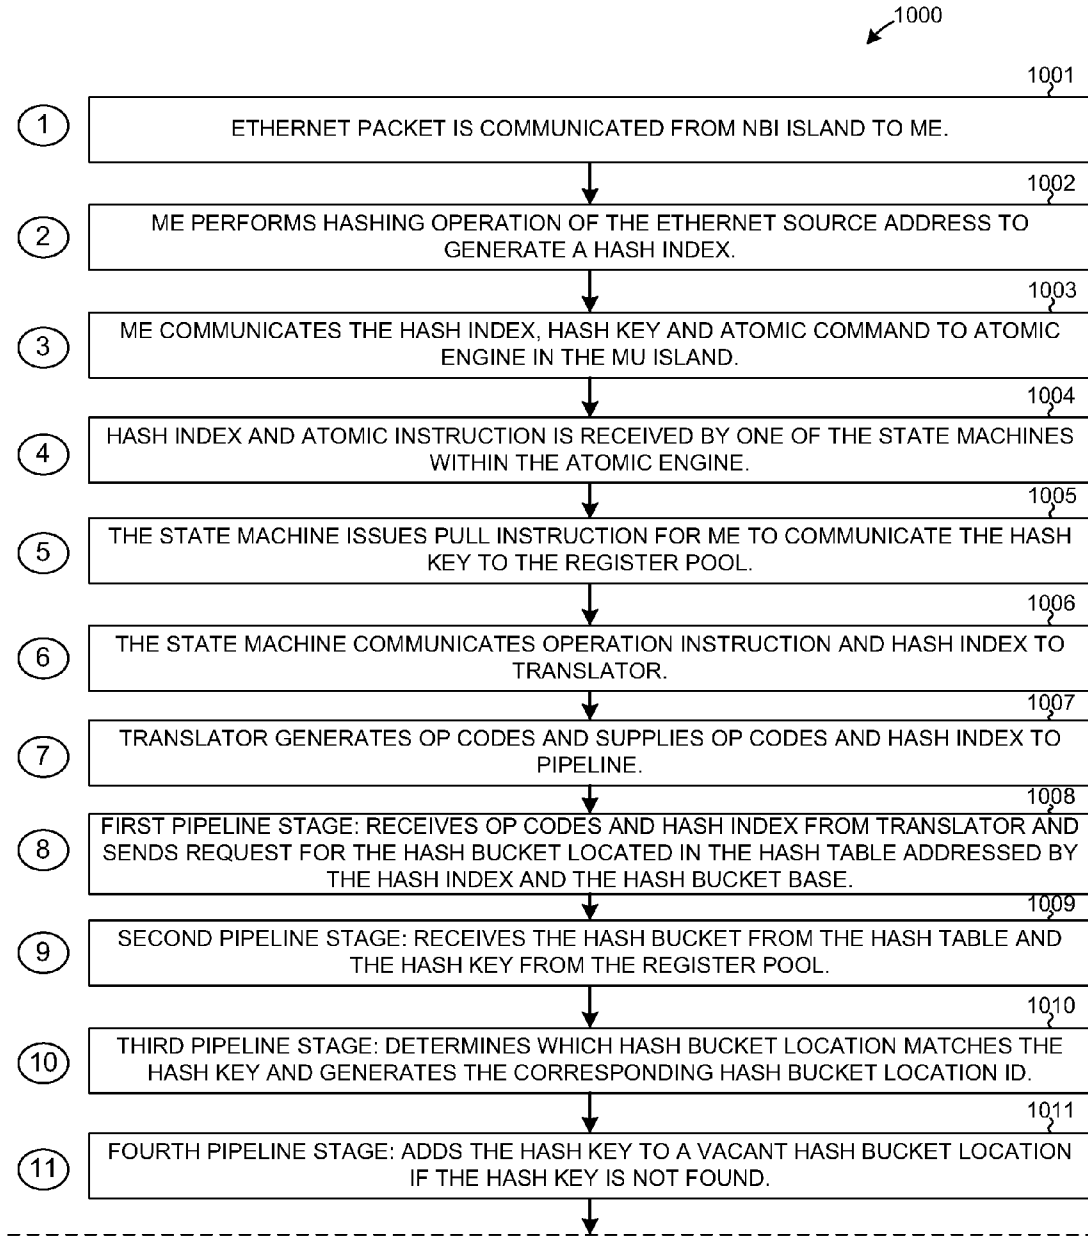 1000
1001
1
ETHERNET PACKET IS COMMUNICATED FROM NBI ISLAND TO ME.
1002
2
ME PERFORMS HASHING OPERATION OF THE ETHERNET SOURCE ADDRESS TO
GENERATE A HASH INDEX.
1003
3
ME COMMUNICATES THE HASH INDEX, HASH KEY AND ATOMIC COMMAND TO ATOMIC
ENGINE IN THE MU ISLAND.
1004
4
HASH INDEX AND ATOMIC INSTRUCTION IS RECEIVED BY ONE OF THE STATE MACHINES
WITHIN THE ATOMIC ENGINE.
1005
5
THE STATE MACHINE ISSUES PULL INSTRUCTION FOR ME TO COMMUNICATE THE HASH
KEY TO THE REGISTER POOL.
1006
6
THE STATE MACHINE COMMUNICATES OPERATION INSTRUCTION AND HASH INDEX TO
TRANSLATOR.
1007
7
TRANSLATOR GENERATES OP CODES AND SUPPLIES OP CODES AND HASH INDEX TO
PIPELINE.
1008
8
FIRST PIPELINE STAGE: RECEIVES OP CODES AND HASH INDEX FROM TRANSLATOR AND
SENDS REQUEST FOR THE HASH BUCKET LOCATED IN THE HASH TABLE ADDRESSED BY
THE HASH INDEX AND THE HASH BUCKET BASE.
1009
9
SECOND PIPELINE STAGE: RECEIVES THE HASH BUCKET FROM THE HASH TABLE AND
THE HASH KEY FROM THE REGISTER POOL.
1010
10
THIRD PIPELINE STAGE: DETERMINES WHICH HASH BUCKET LOCATION MATCHES THE
HASH KEY AND GENERATES THE CORRESPONDING HASH BUCKET LOCATION ID.
1011
11
FOURTH PIPELINE STAGE: ADDS THE HASH KEY TO A VACANT HASH BUCKET LOCATION
IF THE HASH KEY IS NOT FOUND.